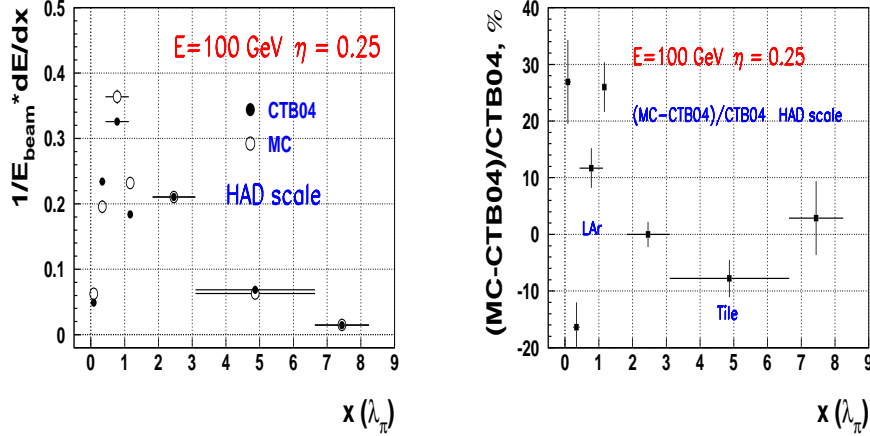 1/E_beam*dE/dx
0.5
0.4
0.3
0.2
0.1
0
E=100 GeV η = 0.25
CTB04
MC
HAD scale
0 1 2 3 4 5 6 7 8 9
x (λ_π)
(MC-CTB04)/CTB04, %
40
30
20
10
0
-10
-20
E=100 GeV η = 0.25
(MC-CTB04)/CTB04 HAD scale
LAr
Tile
0 1 2 3 4 5 6 7 8 9
x (λ_π)